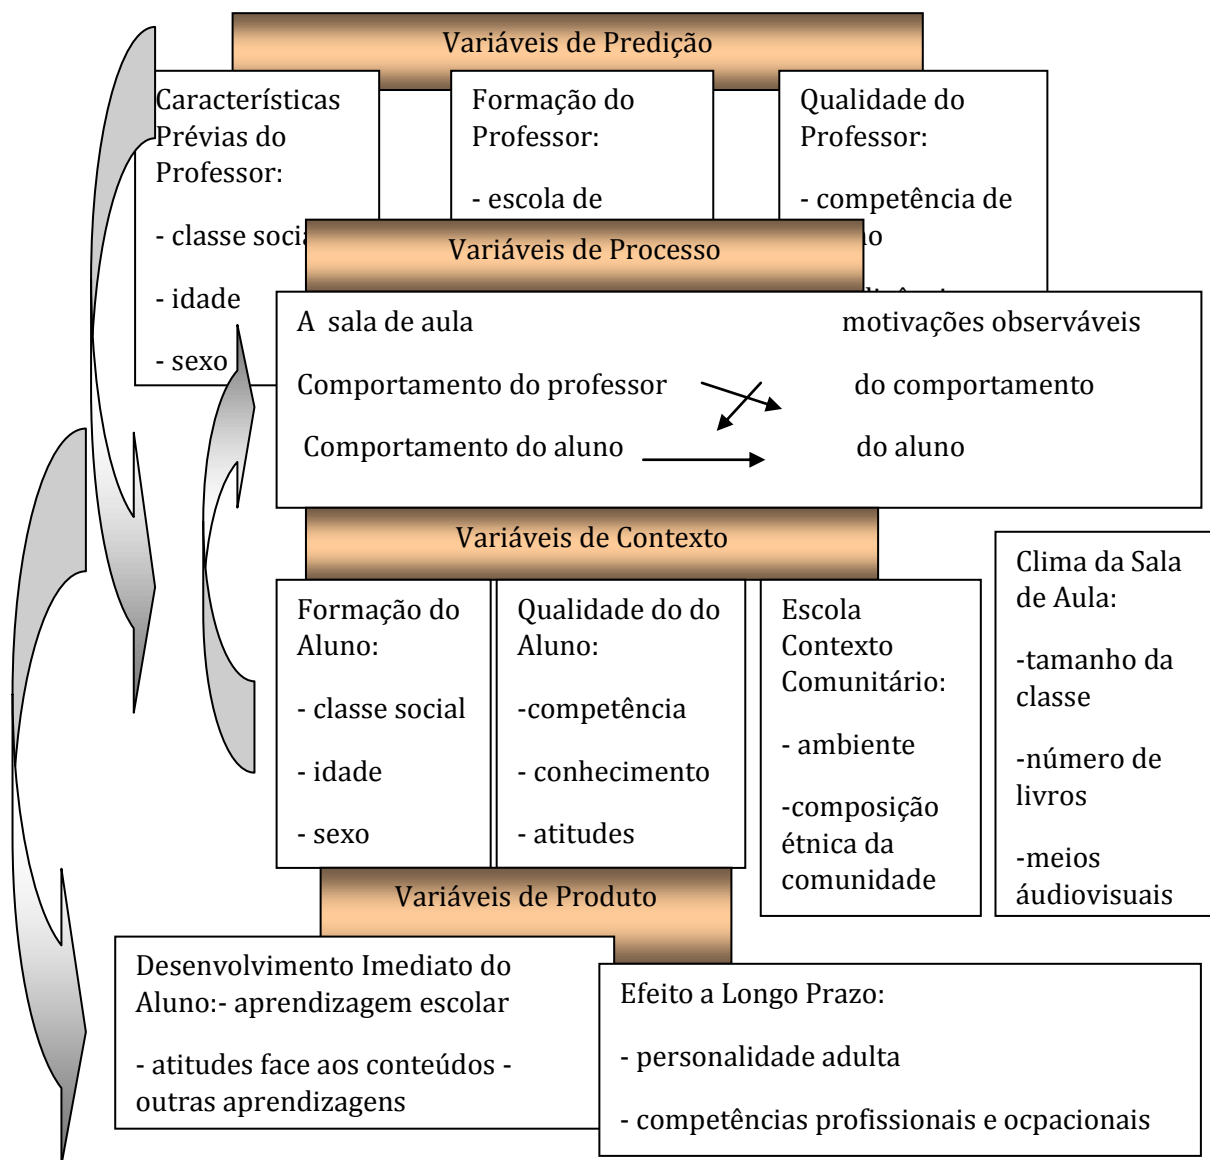 Variáveis de Predição
Características
Prévias do
Professor:
- classe
- idade
- sexo
Formação do
Professor:
- escola de
Qualidade do
Professor:
- competência de
Variáveis de Processo
A sala de aula
motivações observáveis
Comportamento do professor
do comportamento
Comportamento do aluno
do aluno
Variáveis de Contexto
Formação do
Aluno:
- classe social
- idade
- sexo
Qualidade do do
Aluno:
-competência
- conhecimento
- atitudes
Escola
Contexto
Comunitário:
- ambiente
-composição
étnica da
comunidade
Clima da Sala
de Aula:
-tamanho da
classe
-número de
livros
-meios
áudiovisuais
Variáveis de Produto
Desenvolvimento Imediato do
Aluno:- aprendizagem escolar
- atitudes face aos conteúdos -
outras aprendizagens
Efeito a Longo Prazo:
- personalidade adulta
- competências profissionais e ocpacionais